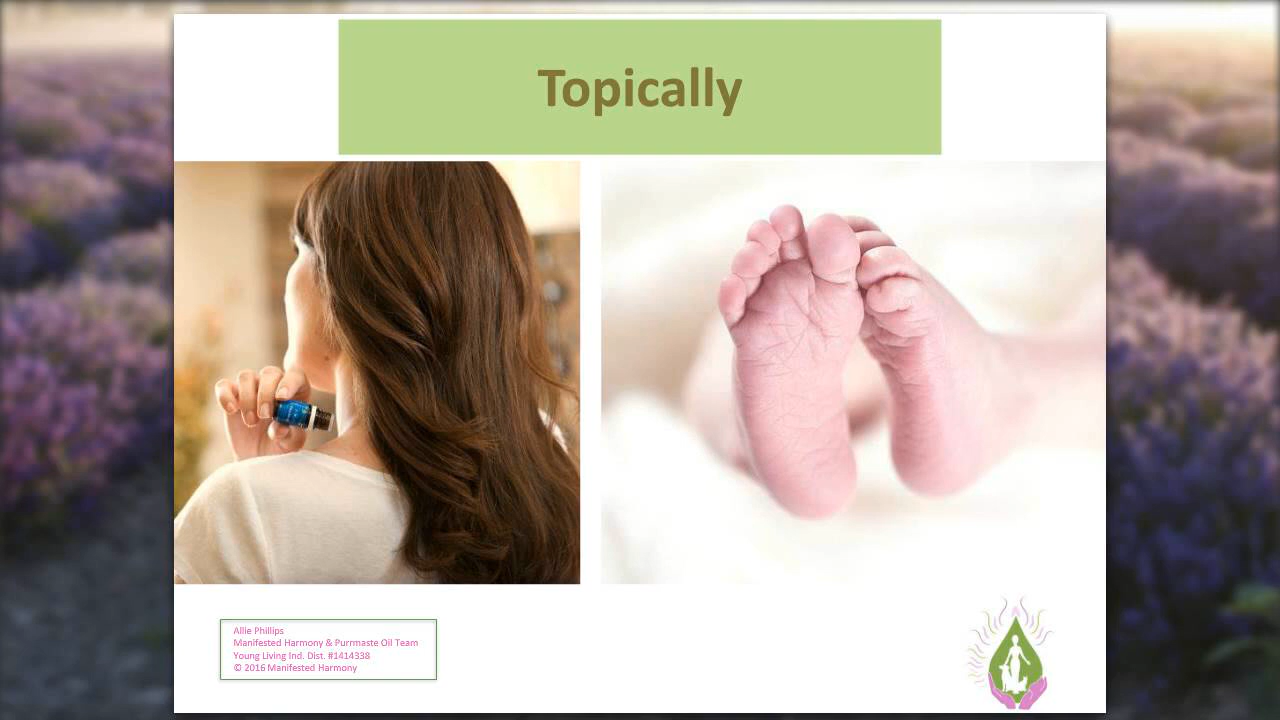 Topically
Allie Phillips
Manifested Harmony & Purrmaste Oil Team
Young Living Ind. Dist. #1414338
© 2016 Manifested Harmony